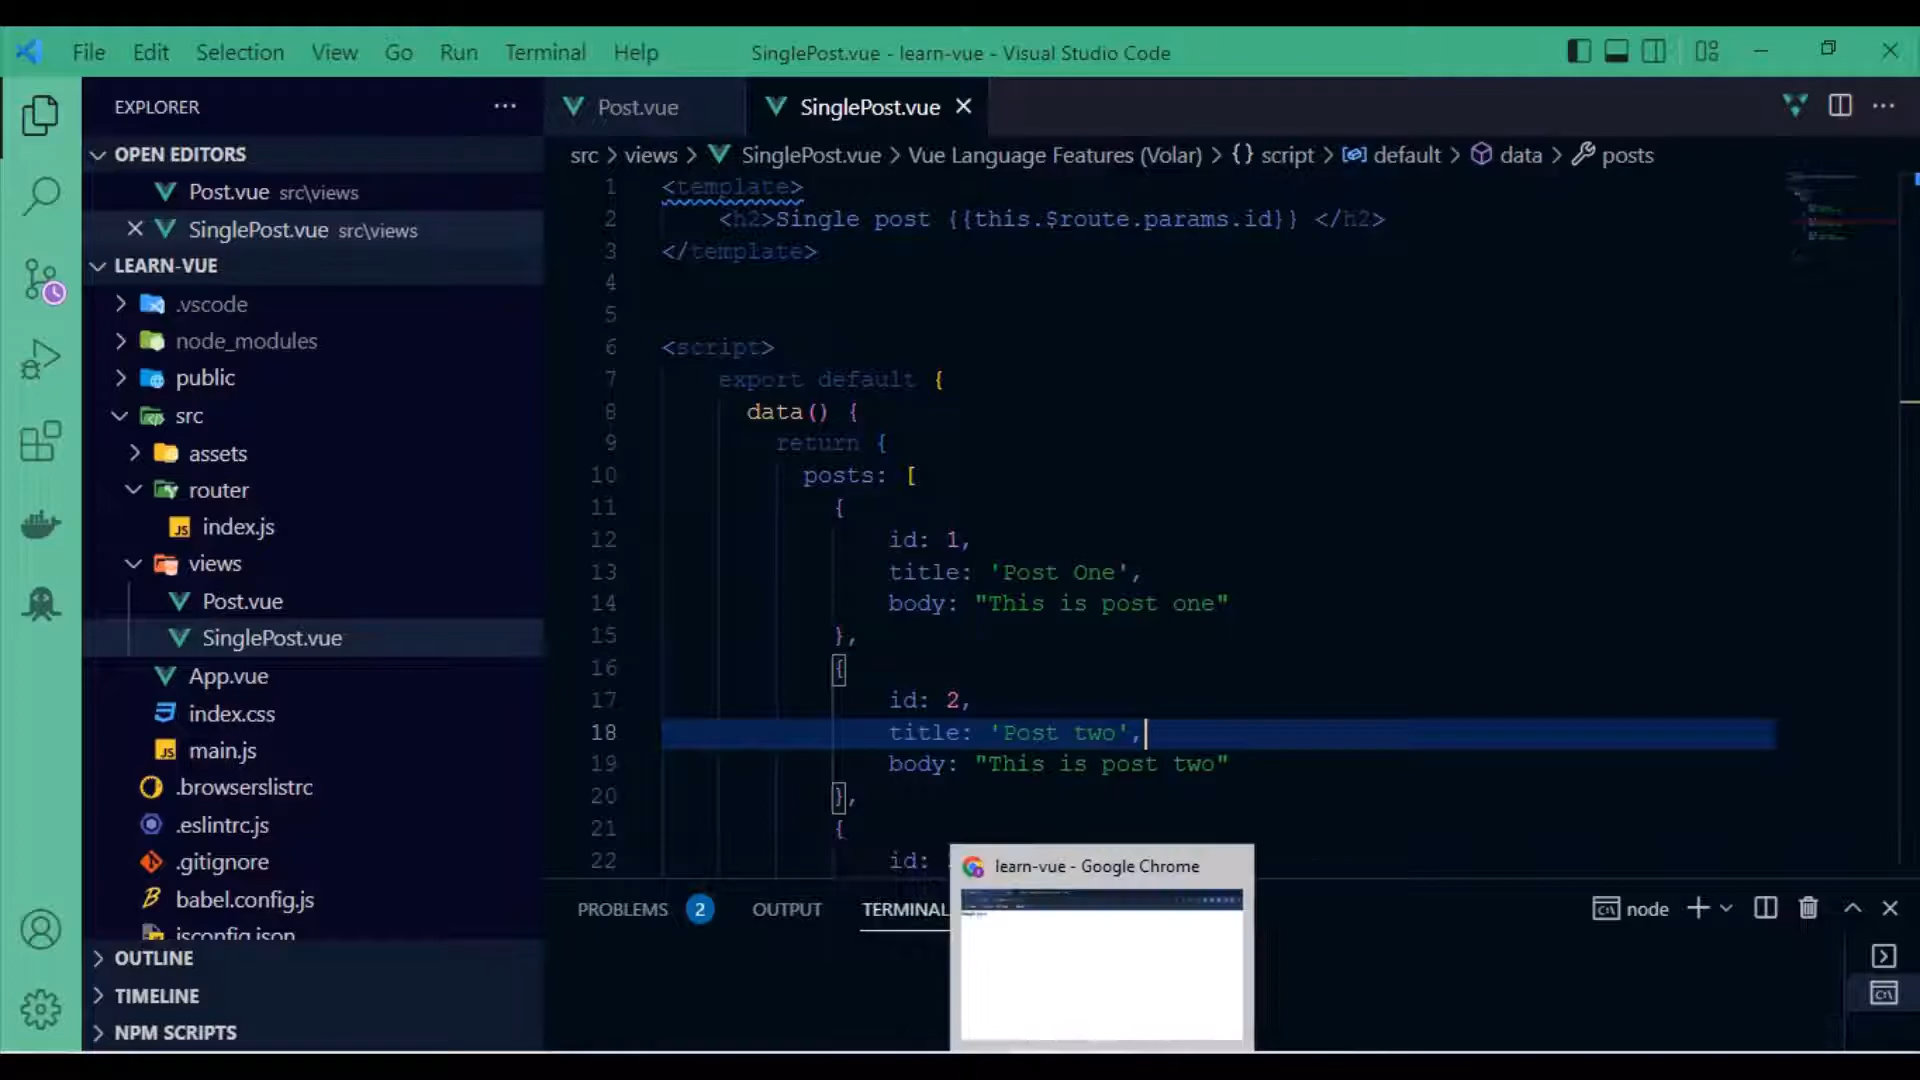 File Edit Selection View Go Run Terminal Help SinglePost.vue - learn-vue - Visual Studio Code
EXPLORER
OPEN EDITORS
Post.vue src\views
SinglePost.vue src\views
LEARN-VUE
.vscode
node_modules
public
src
assets
router
JS index.js
views
Post.vue
SinglePost.vue
App.vue
index.css
JS main.js
.browserslistrc
.eslintrc.js
.gitignore
babel.config.js
jsconfig.json
OUTLINE
TIMELINE
NPM SCRIPTS
Post.vue SinglePost.vue
src > views > SinglePost.vue > Vue Language Features (Volar) > {} script > default > data > posts
1 <template>
2 <h2>Single post {{this.$route.params.id}} </h2>
3 </template>
4
5
6 <script>
7 export default {
8 data() {
9 return {
10 posts: [
11 {
12 id: 1,
13 title: 'Post One',
14 body: "This is post one"
15 },
16 {
17 id: 2,
18 title: 'Post two',
19 body: "This is post two"
20 },
21 {
22 id:
learn-vue - Google Chrome
PROBLEMS 2 OUTPUT TERMINAL
node